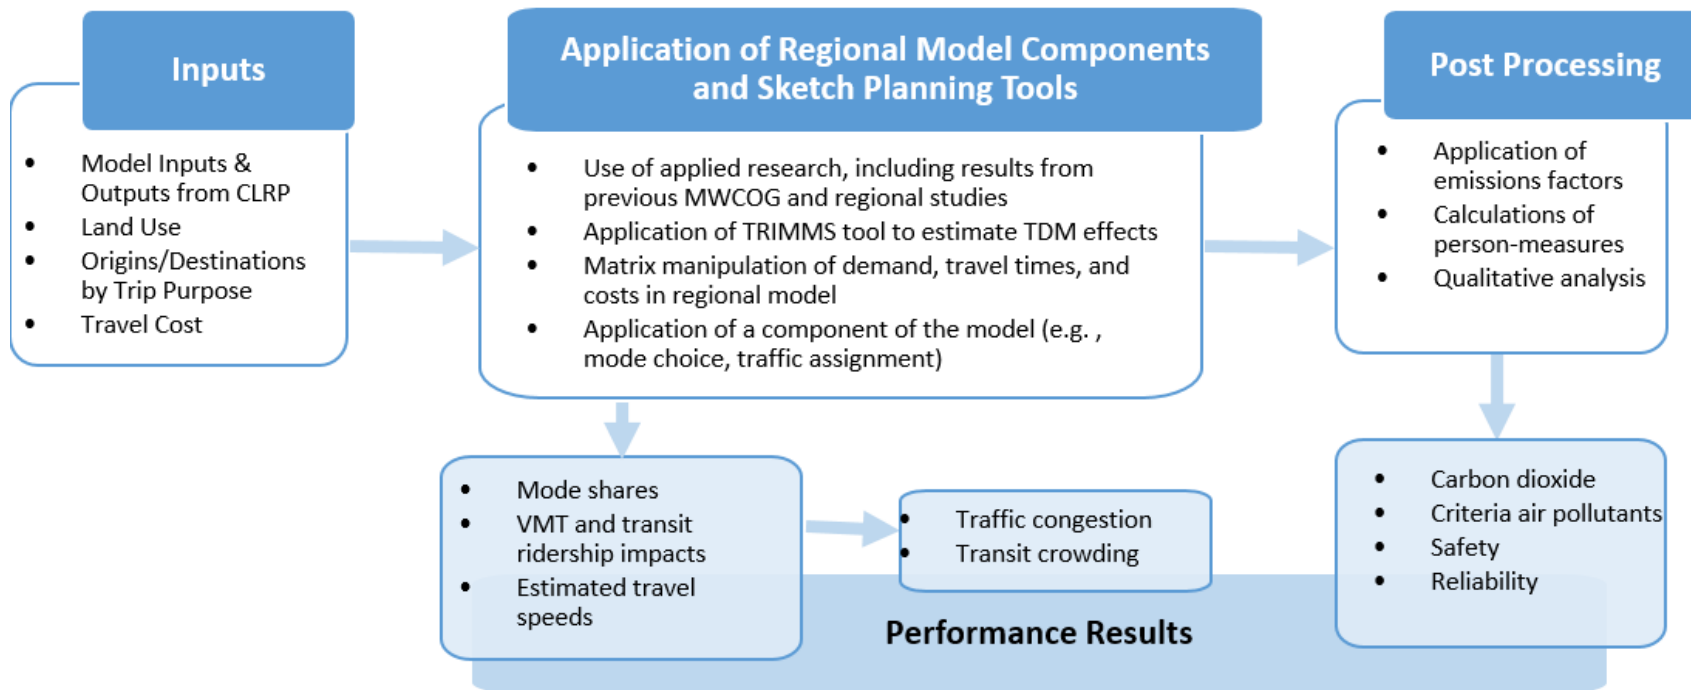 Inputs
• Model Inputs &
Outputs from CLRP
• Land Use
• Origins/Destinations
by Trip Purpose
• Travel Cost
Application of Regional Model Components
and Sketch Planning Tools
• Use of applied research, including results from
previous MWCOG and regional studies
• Application of TRIMMS tool to estimate TDM effects
• Matrix manipulation of demand, travel times, and
costs in regional model
• Application of a component of the model (e.g. ,
mode choice, traffic assignment)
Post Processing
• Application of
emissions factors
• Calculations of
person-measures
• Qualitative analysis
• Mode shares
• VMT and transit
ridership impacts
• Estimated travel
speeds
• Traffic congestion
• Transit crowding
• Carbon dioxide
• Criteria air pollutants
• Safety
• Reliability
Performance Results